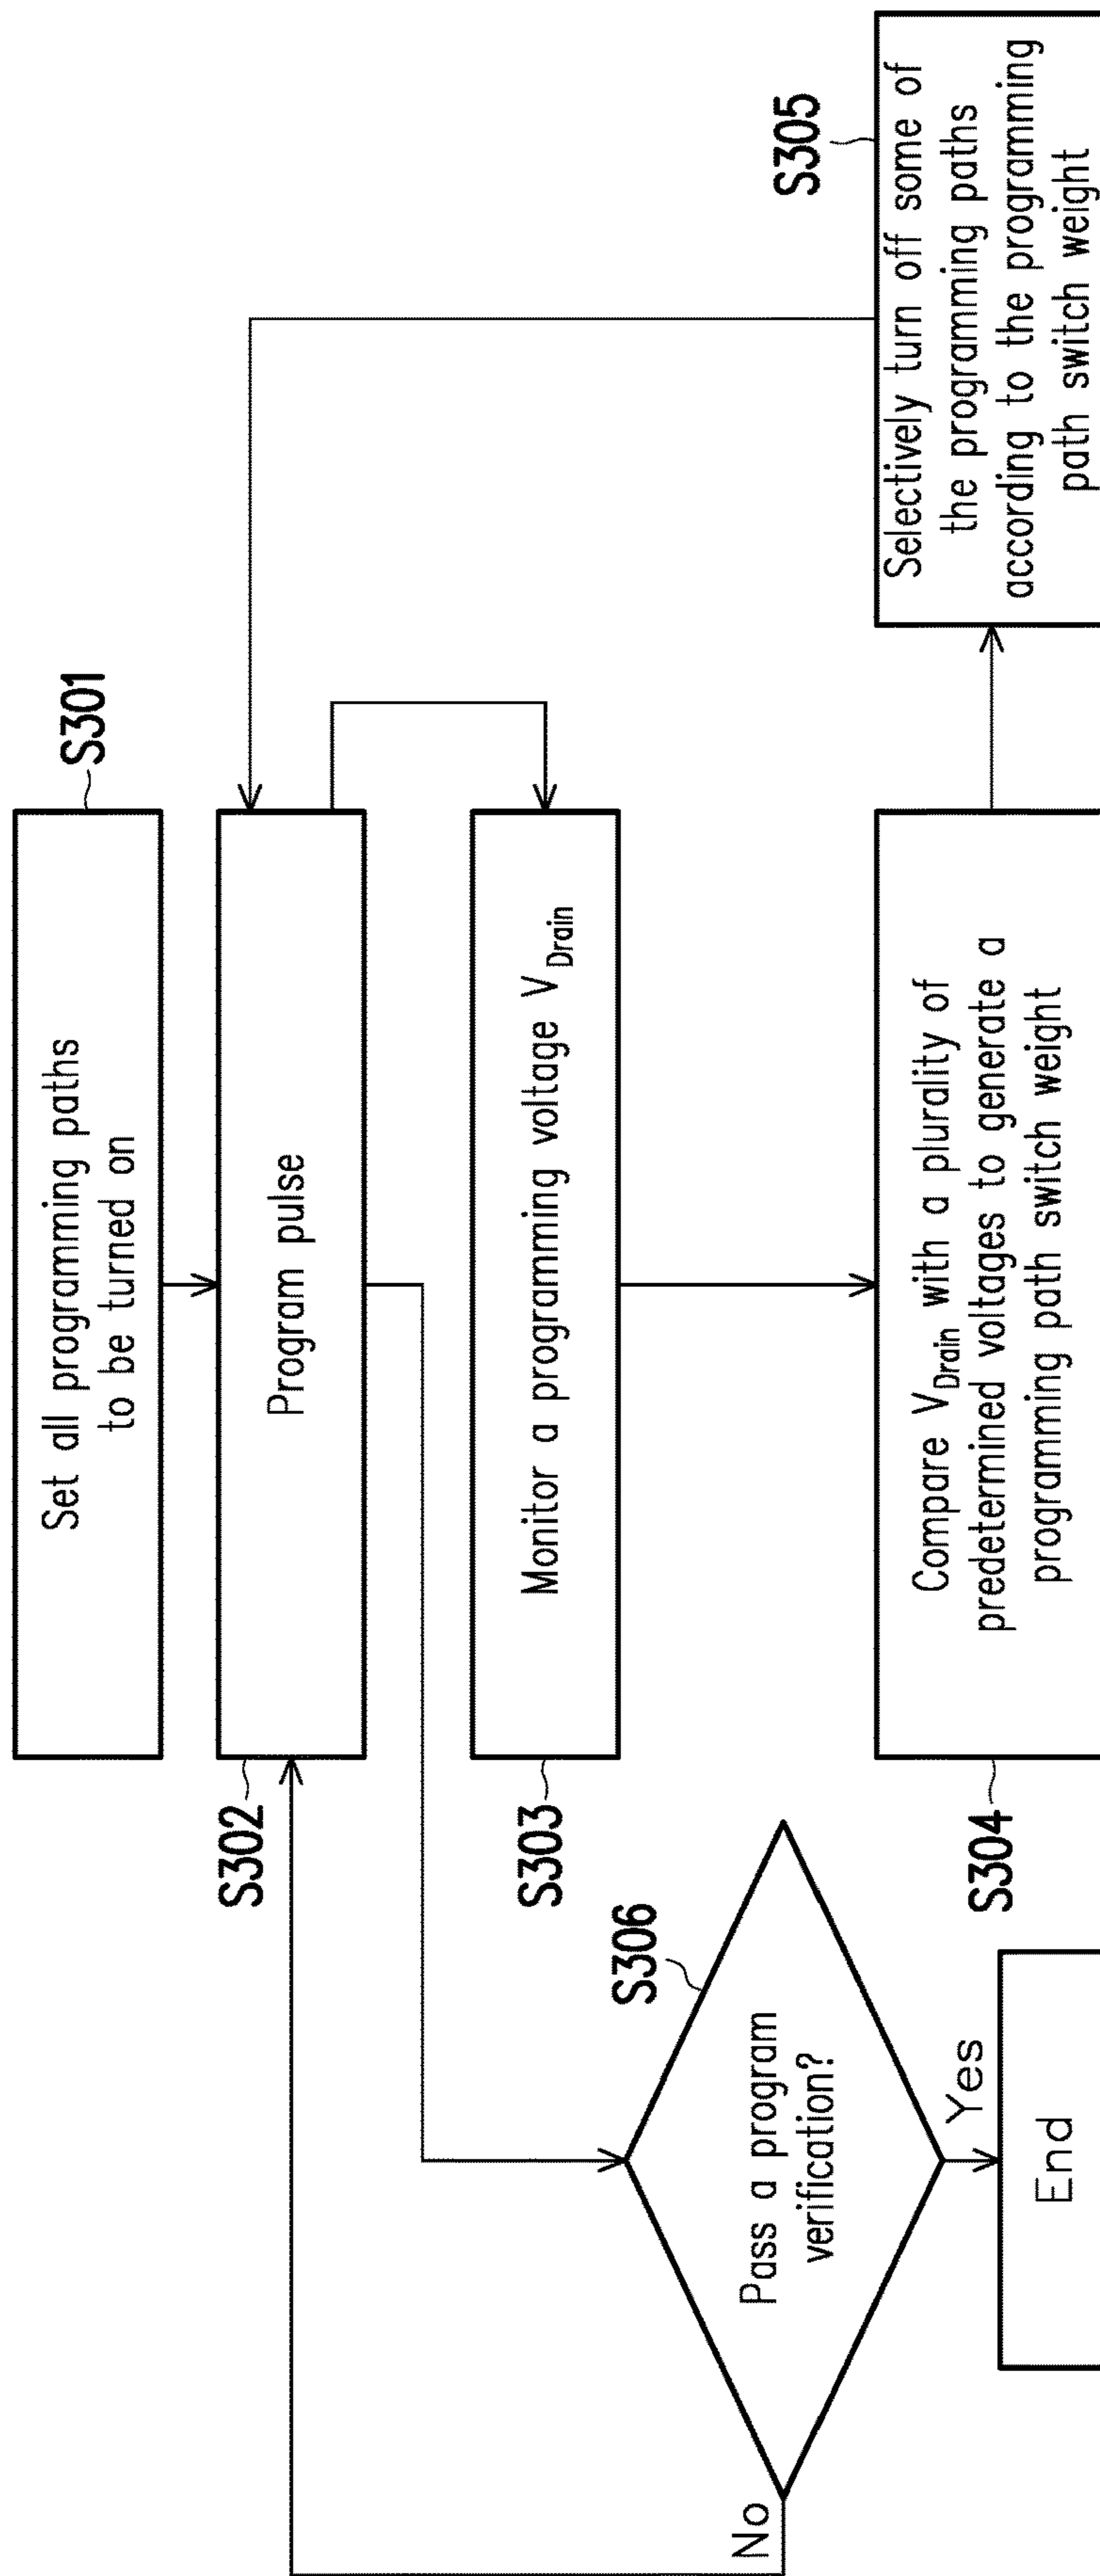 Set all programming paths
to be turned on
S301
S302
Program pulse
S303
Monitor a programming voltage VDrain
S304
Compare VDrain with a plurality of
predetermined voltages to generate a
programming path switch weight
S305
Selectively turn off some of
the programming paths
according to the programming
path switch weight
S306
Pass a program
verification?
No
Yes
End